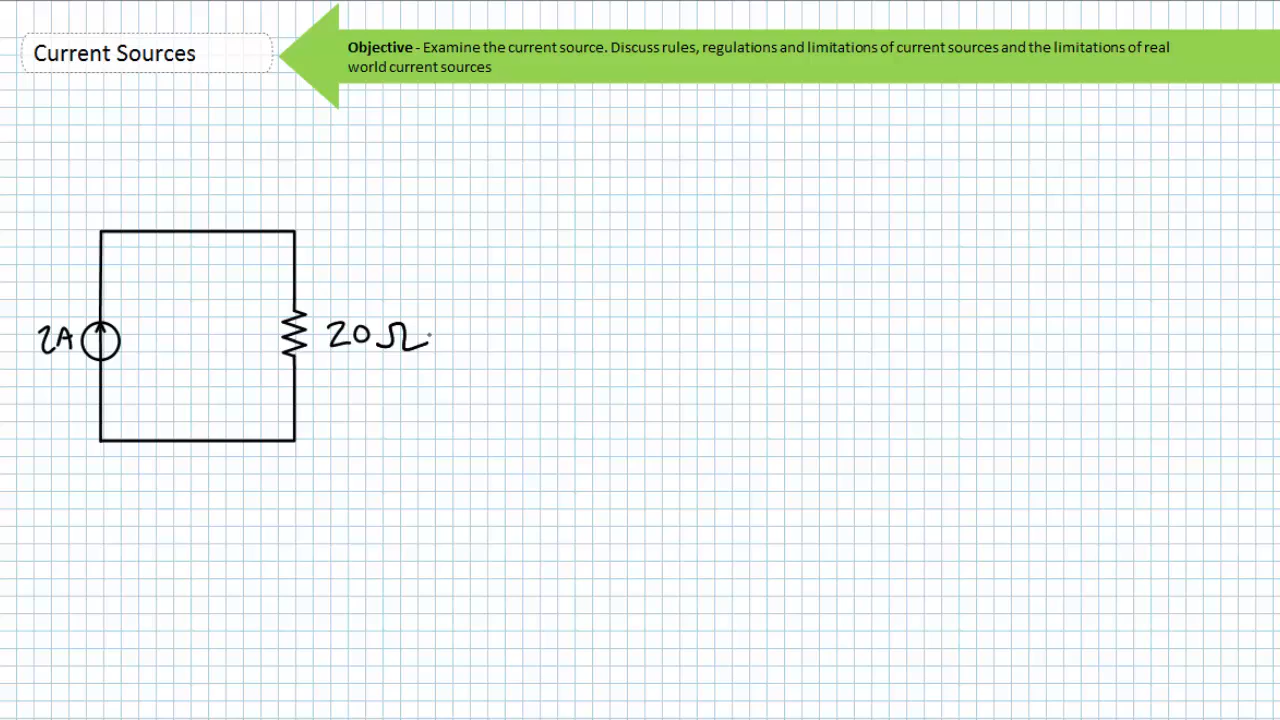 Current Sources
Objective - Examine the current source. Discuss rules, regulations and limitations of current sources and the limitations of real
world current sources
2A
20 Ω